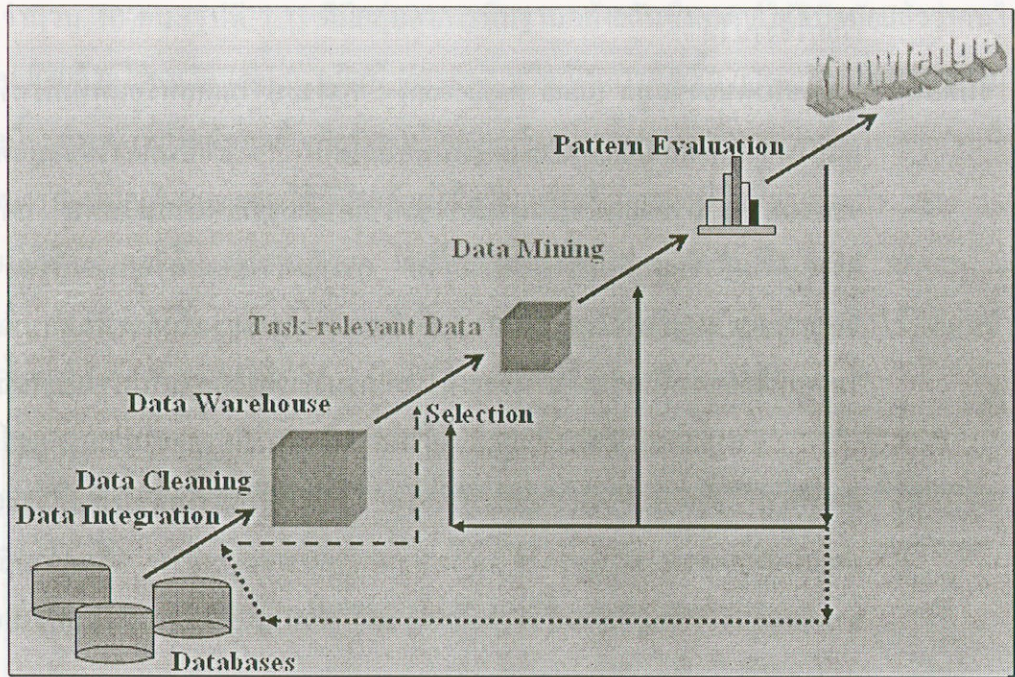 Knowledge
Pattern Evaluation
Data Mining
Task-relevant Data
Data Warehouse
Selection
Data Cleaning
Data Integration
Databases